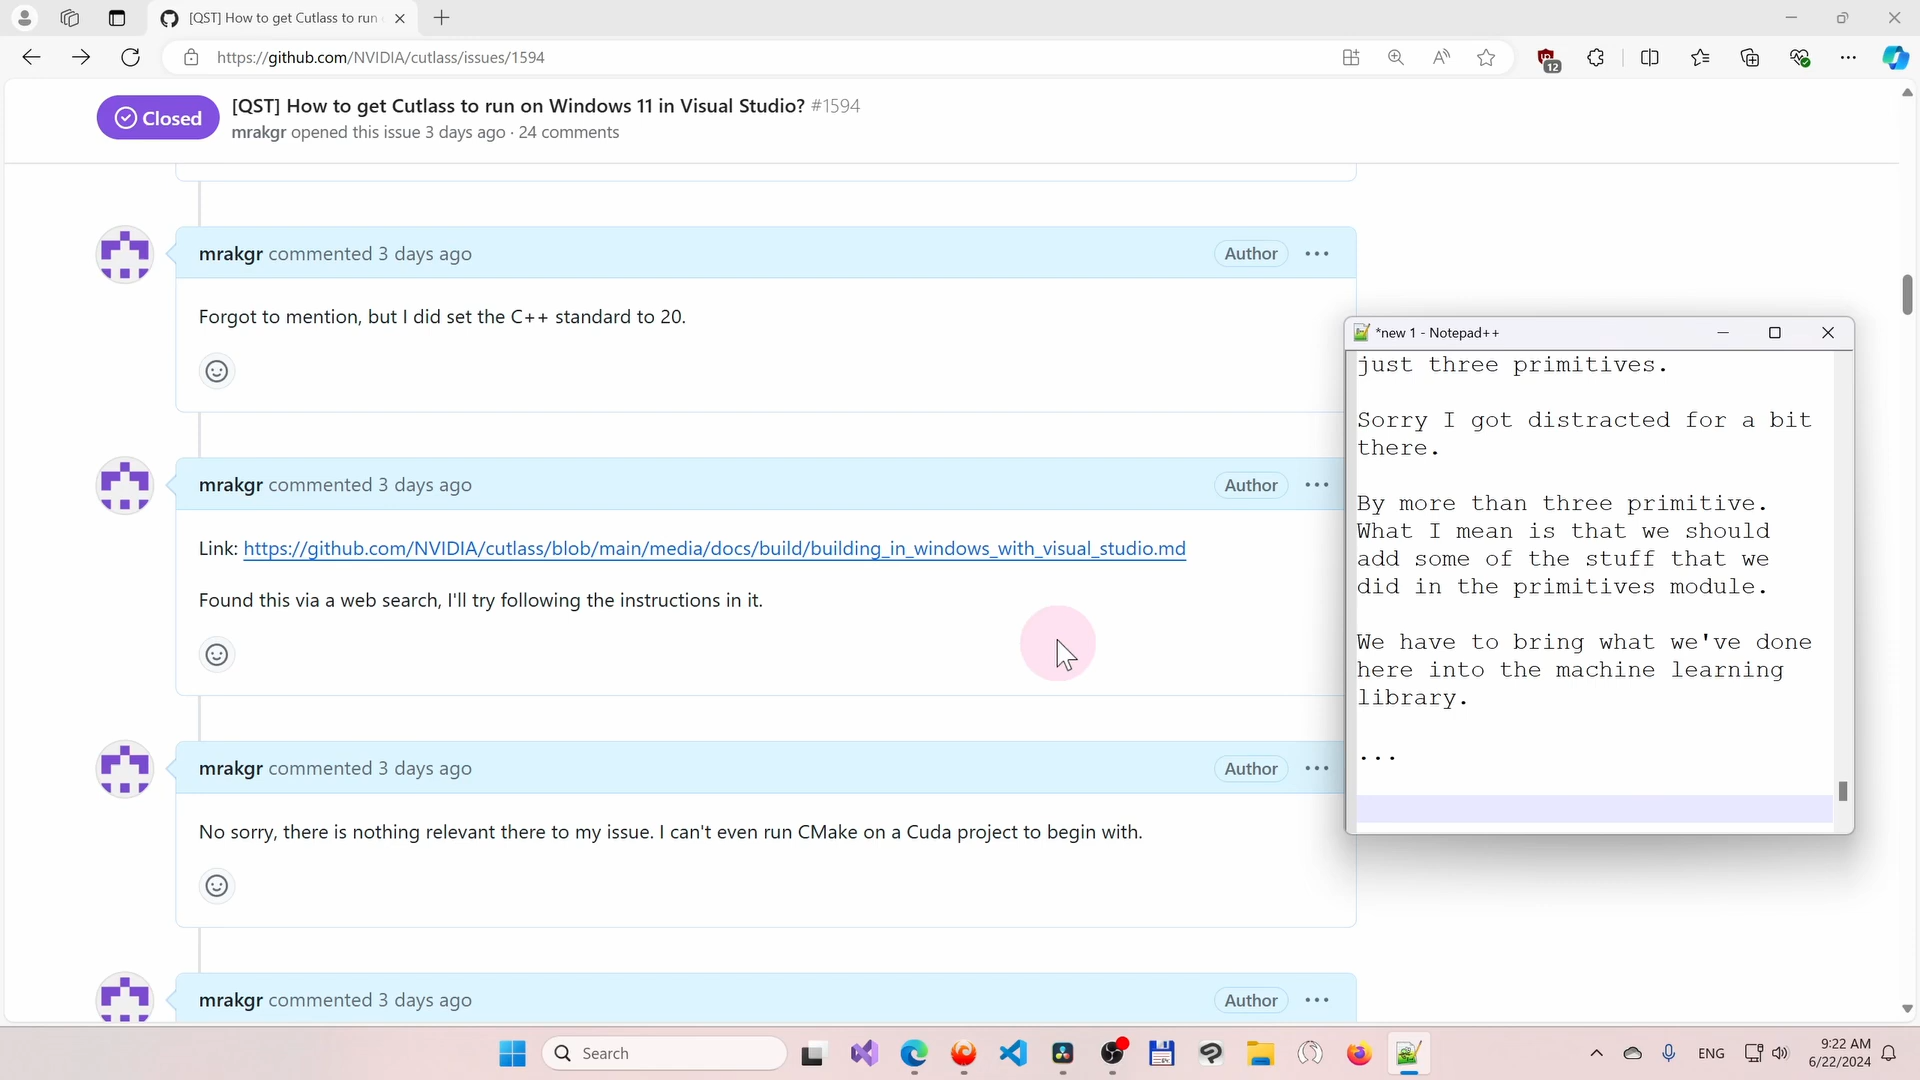 [QST] How to get Cutlass to run
https://github.com/NVIDIA/cutlass/issues/1594
12
Closed
[QST] How to get Cutlass to run on Windows 11 in Visual Studio? #1594
mrakgr opened this issue 3 days ago · 24 comments
mrakgr commented 3 days ago
Author
Forgot to mention, but I did set the C++ standard to 20.
mrakgr commented 3 days ago
Author
Link: https://github.com/NVIDIA/cutlass/blob/main/media/docs/build/building_in_windows_with_visual_studio.md
Found this via a web search, I'll try following the instructions in it.
mrakgr commented 3 days ago
Author
No sorry, there is nothing relevant there to my issue. I can't even run CMake on a Cuda project to begin with.
mrakgr commented 3 days ago
Author
*new 1 - Notepad++
just three primitives.
Sorry I got distracted for a bit
there.
By more than three primitive.
What I mean is that we should
add some of the stuff that we
did in the primitives module.
We have to bring what we've done
here into the machine learning
library.
...
Search
ENG
9:22 AM
6/22/2024